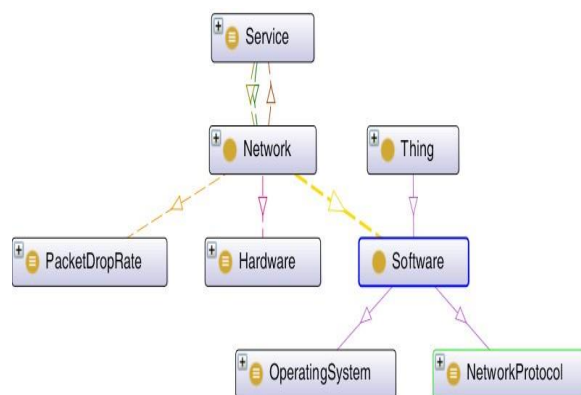 Service
Network
Thing
PacketDropRate
Hardware
Software
OperatingSystem
NetworkProtocol